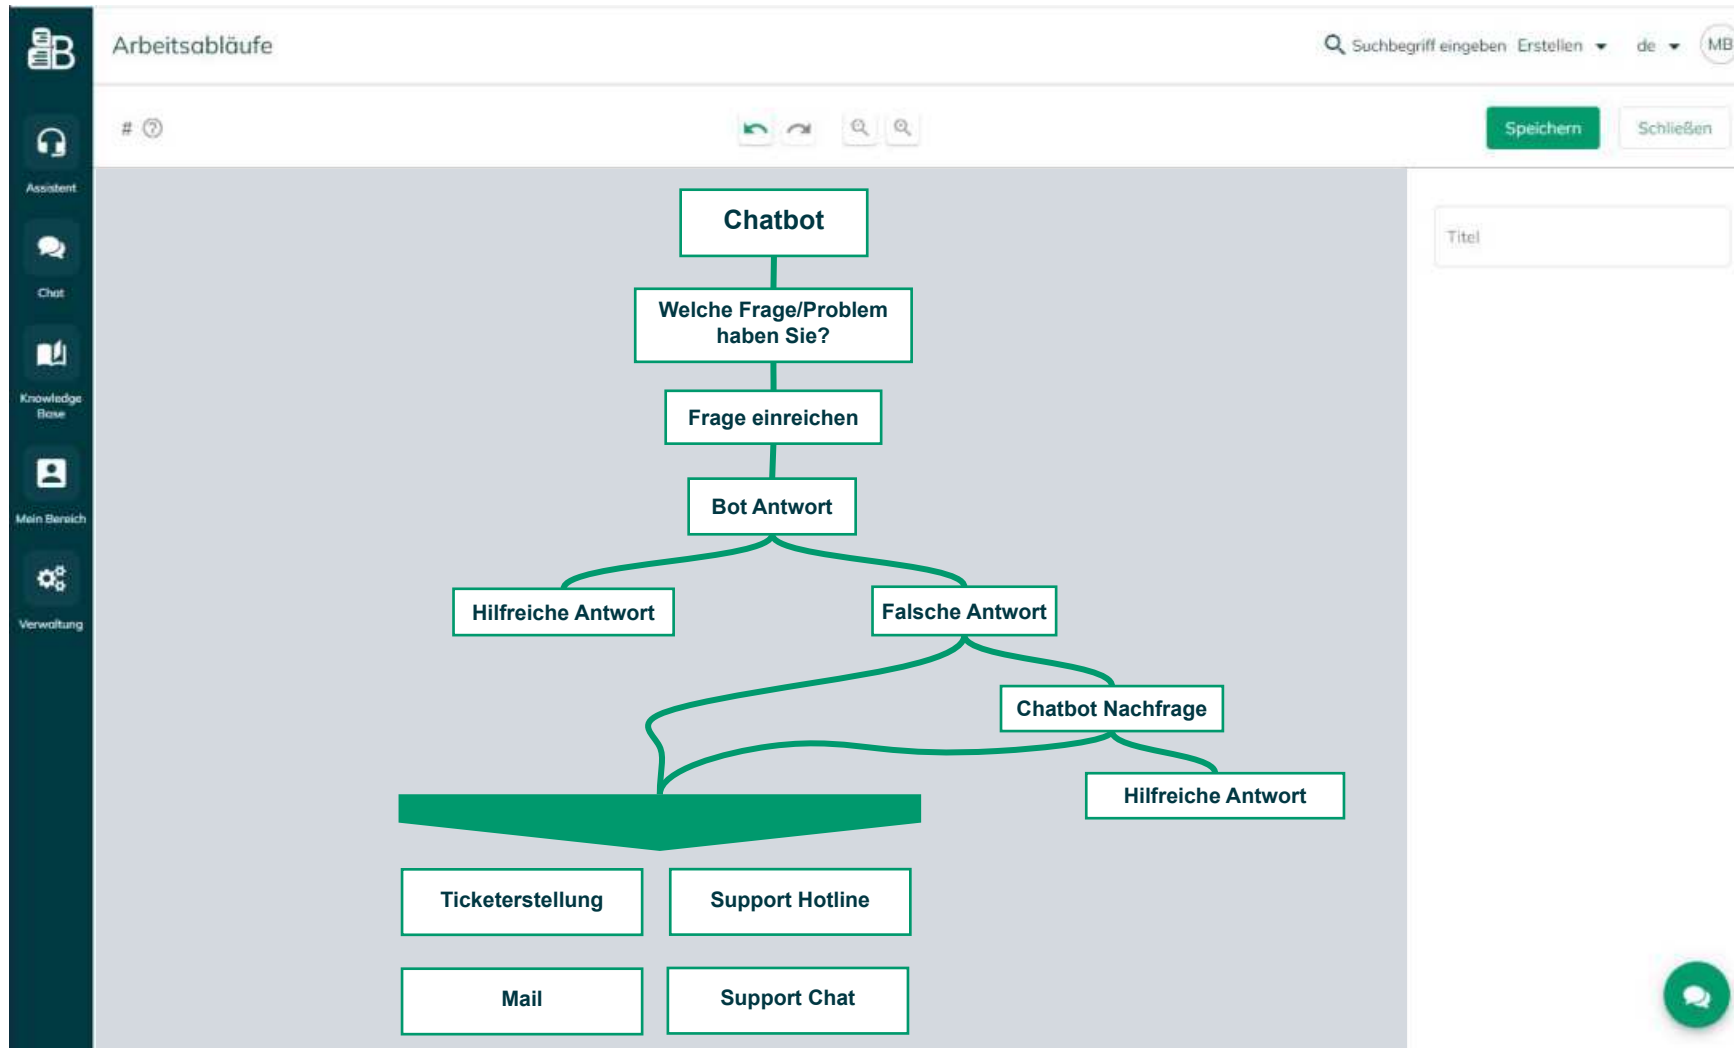 B
Arbeitsabläufe
Suchbegriff eingeben Erstellen de MB
# ?
Speichern Schließen
Assistent
Chat
Knowledge
Base
Mein Bereich
Verwaltung
Titel
Chatbot
Welche Frage/Problem
haben Sie?
Frage einreichen
Bot Antwort
Hilfreiche Antwort
Falsche Antwort
Chatbot Nachfrage
Hilfreiche Antwort
Ticketerstellung
Support Hotline
Mail
Support Chat